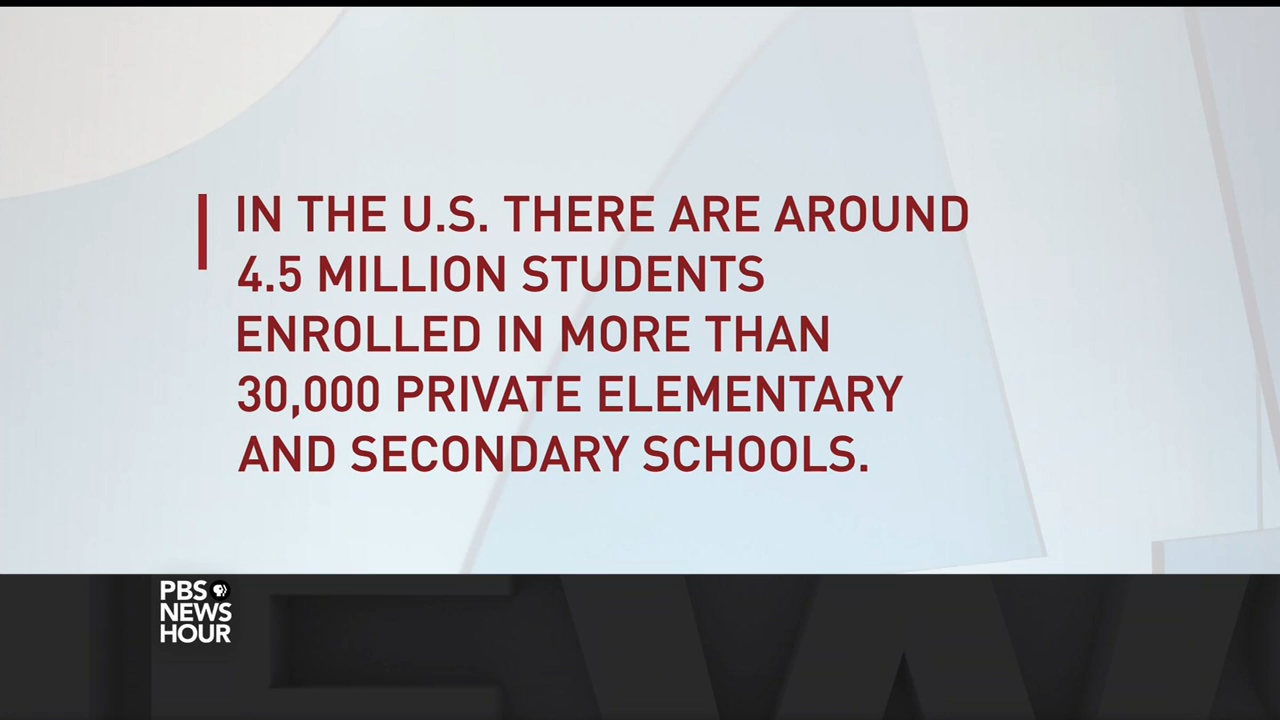 IN THE U.S. THERE ARE AROUND
4.5 MILLION STUDENTS
ENROLLED IN MORE THAN
30,000 PRIVATE ELEMENTARY
AND SECONDARY SCHOOLS.
PBS
NEWS
HOUR